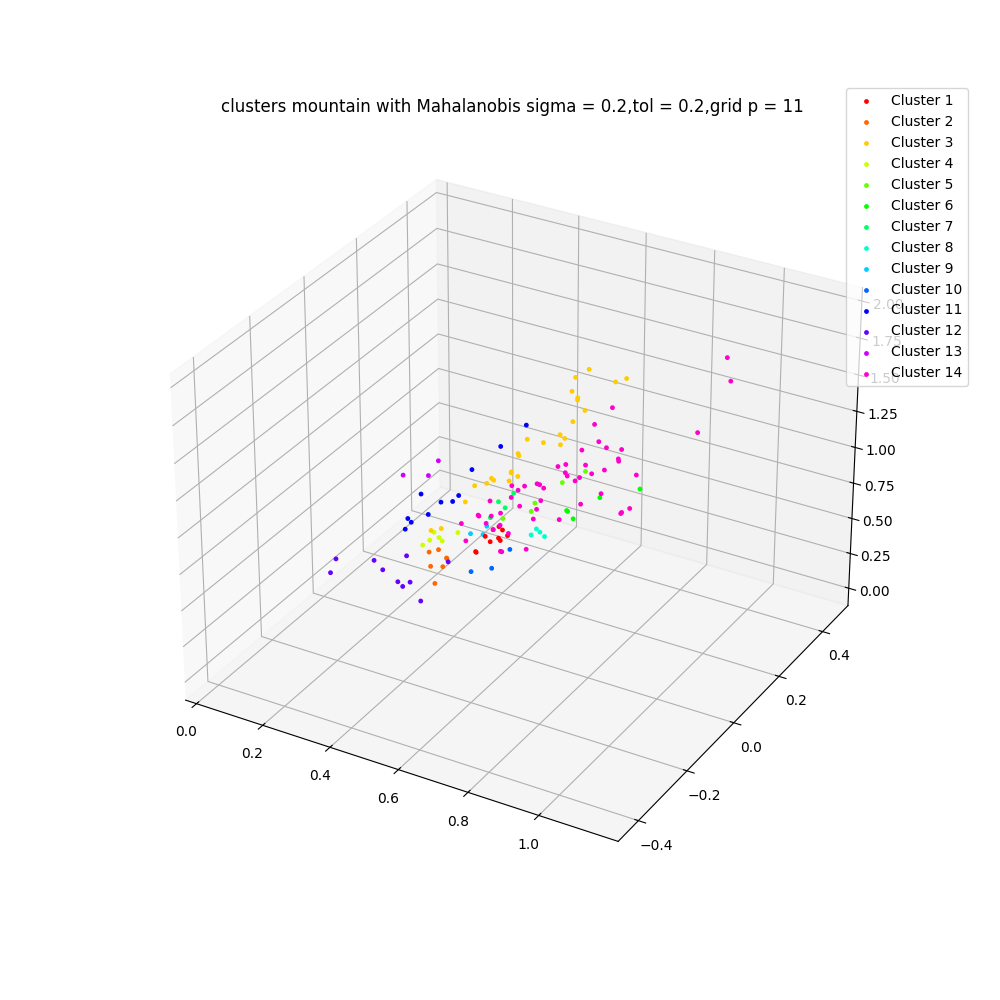 clusters mountain with Mahalanobis sigma = 0.2,tol = 0.2,grid p = 11
Cluster 1
Cluster 2
Cluster 3
Cluster 4
Cluster 5
Cluster 6
Cluster 7
Cluster 8
Cluster 9
Cluster 10
Cluster 11
Cluster 12
Cluster 13
Cluster 14
2.00
1.75
1.50
1.25
1.00
0.75
0.50
0.25
0.00
0.4
0.2
0.0
−0.2
−0.4
0.0
0.2
0.4
0.6
0.8
1.0